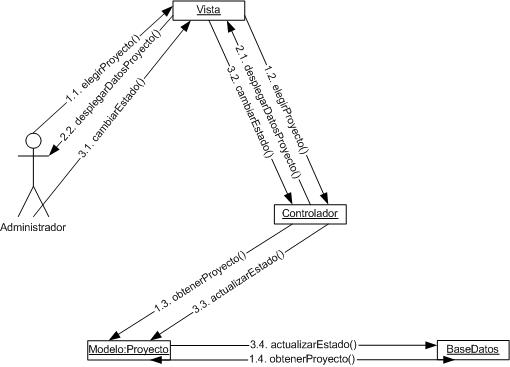 Vista
1.1. elegirProyecto()
2.2. desplegarDatosProyecto()
3.1. cambiarEstado()
3.2. cambiarEstado()
2.1. desplegarDatosProyecto()
1.2. elegirProyecto()
Administrador
Controlador
1.3. obtenerProyecto()
3.3. actualizarEstado()
Modelo:Proyecto
3.4. actualizarEstado()
1.4. obtenerProyecto()
BaseDatos